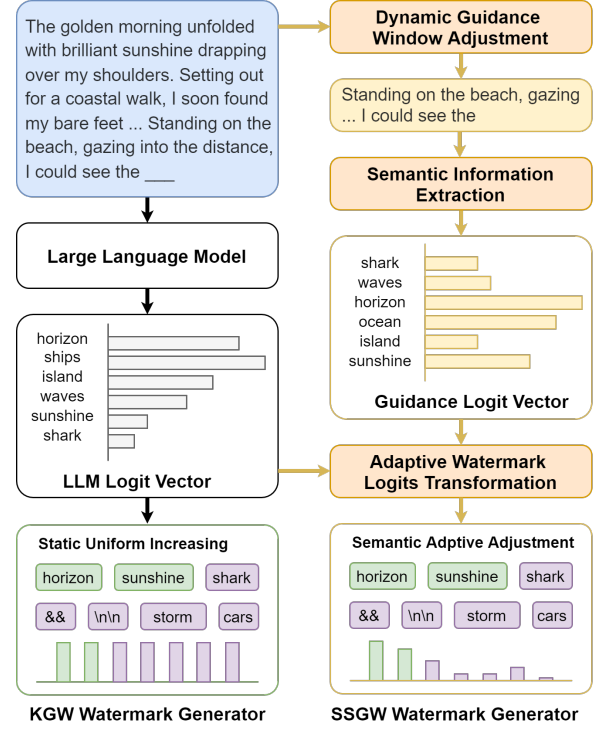 The golden morning unfolded
with brilliant sunshine drapping
over my shoulders. Setting out
for a coastal walk, I soon found
my bare feet ... Standing on the
beach, gazing into the distance,
I could see the ___
Large Language Model
horizon
ships
island
waves
sunshine
shark
LLM Logit Vector
Static Uniform Increasing
horizon
sunshine
shark
&&
\n\n
storm
cars
KGW Watermark Generator
Dynamic Guidance
Window Adjustment
Standing on the beach, gazing
... I could see the
Semantic Information
Extraction
shark
waves
horizon
ocean
island
sunshine
Guidance Logit Vector
Adaptive Watermark
Logits Transformation
Semantic Adptive Adjustment
horizon
sunshine
shark
&&
\n\n
storm
cars
SSGW Watermark Generator